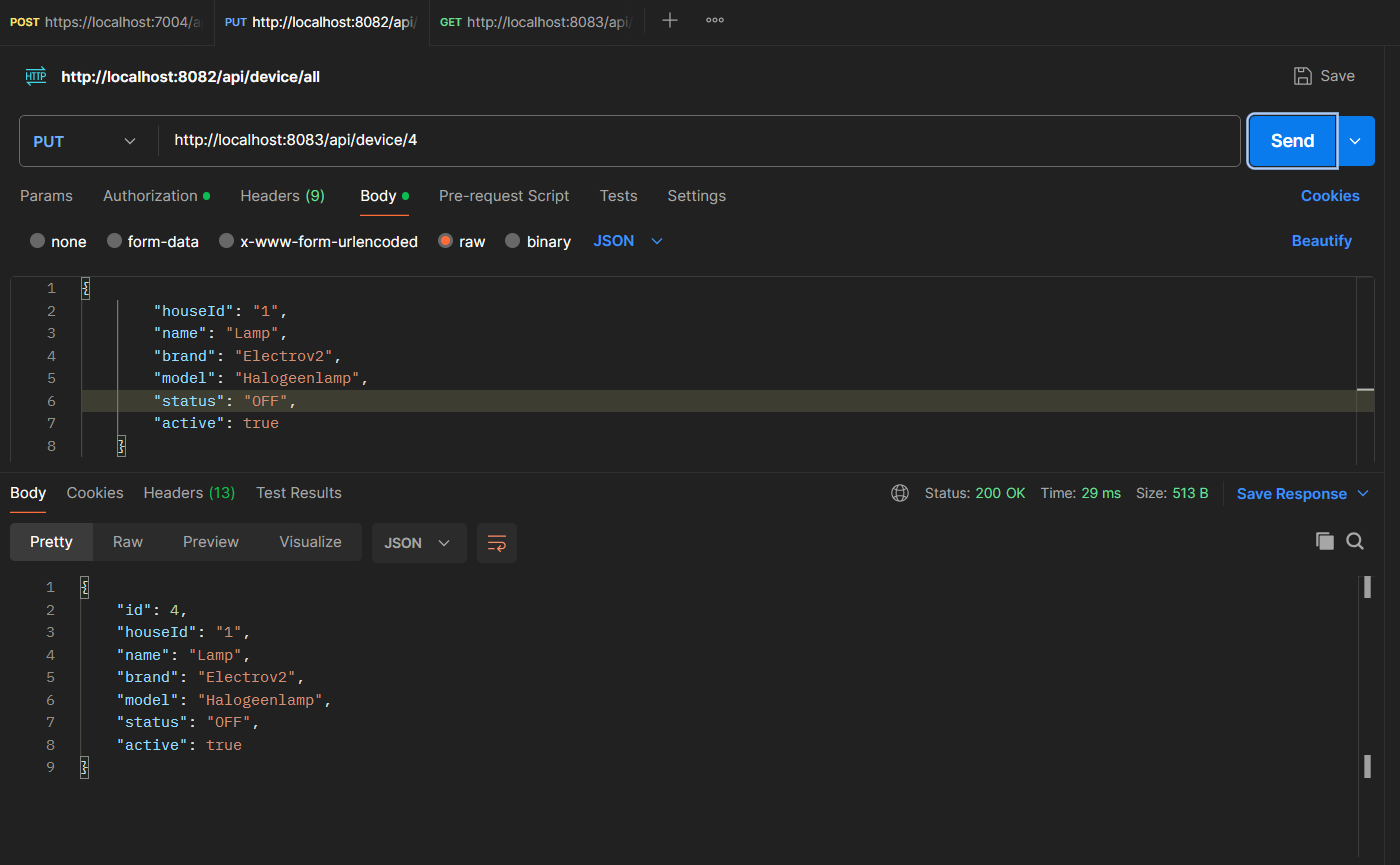 POST https://localhost:7004/a PUT http://localhost:8082/api/ GET http://localhost:8083/api/
HTTP http://localhost:8082/api/device/all Save
PUT http://localhost:8083/api/device/4 Send
Params Authorization Headers (9) Body Pre-request Script Tests Settings Cookies
none form-data x-www-form-urlencoded raw binary JSON Beautify
1 {
2 "houseId": "1",
3 "name": "Lamp",
4 "brand": "Electrov2",
5 "model": "Halogeenlamp",
6 "status": "OFF",
7 "active": true
8 }
Body Cookies Headers (13) Test Results Status: 200 OK Time: 29 ms Size: 513 B Save Response
Pretty Raw Preview Visualize JSON
1 {
2 "id": 4,
3 "houseId": "1",
4 "name": "Lamp",
5 "brand": "Electrov2",
6 "model": "Halogeenlamp",
7 "status": "OFF",
8 "active": true
9 }